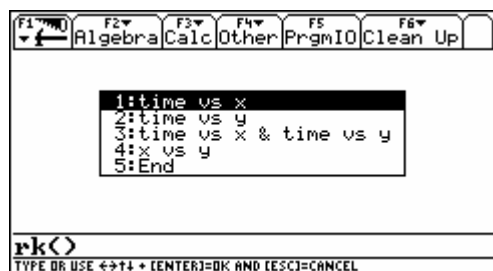 F1 F2 F3 F4 F5 F6
Algebra Calc Other PrgmIO Clean Up
1:time vs x
2:time vs y
3:time vs x & time vs y
4:x vs y
5:End
rk()
TYPE OR USE ←→↑↓ + [ENTER]=OK AND [ESC]=CANCEL